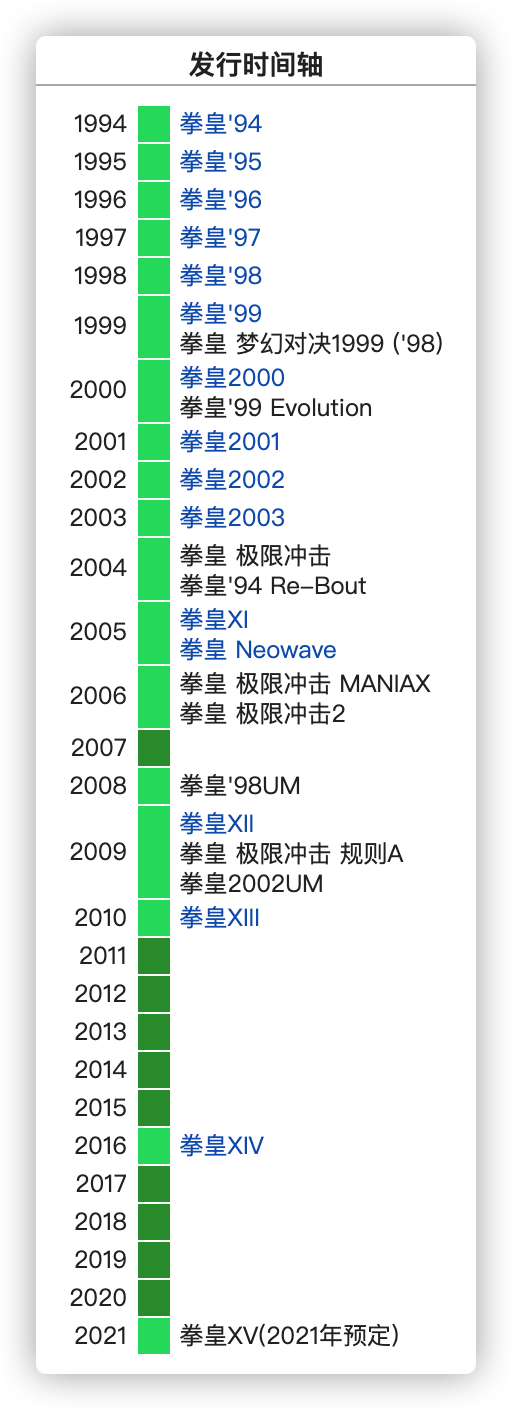 发行时间轴
1994 拳皇'94
1995 拳皇'95
1996 拳皇'96
1997 拳皇'97
1998 拳皇'98
1999 拳皇'99
拳皇 梦幻对决1999 ('98)
2000 拳皇2000
拳皇'99 Evolution
2001 拳皇2001
2002 拳皇2002
2003 拳皇2003
2004 拳皇 极限冲击
拳皇'94 Re-Bout
2005 拳皇XI
拳皇 Neowave
2006 拳皇 极限冲击 MANIAX
拳皇 极限冲击2
2007
2008 拳皇'98UM
2009 拳皇XII
拳皇 极限冲击 规则A
拳皇2002UM
2010 拳皇XIII
2011
2012
2013
2014
2015
2016 拳皇XIV
2017
2018
2019
2020
2021 拳皇XV(2021年预定)